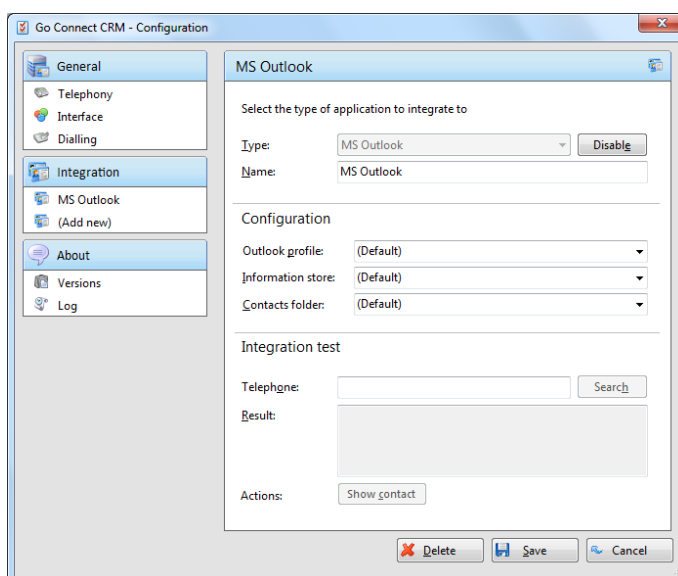 Go Connect CRM - Configuration
General
Telephony
Interface
Dialling
Integration
MS Outlook
(Add new)
About
Versions
Log
MS Outlook
Select the type of application to integrate to
Type: MS Outlook Disable
Name: MS Outlook
Configuration
Outlook profile: (Default)
Information store: (Default)
Contacts folder: (Default)
Integration test
Telephone: Search
Result:
Actions: Show contact
Delete Save Cancel